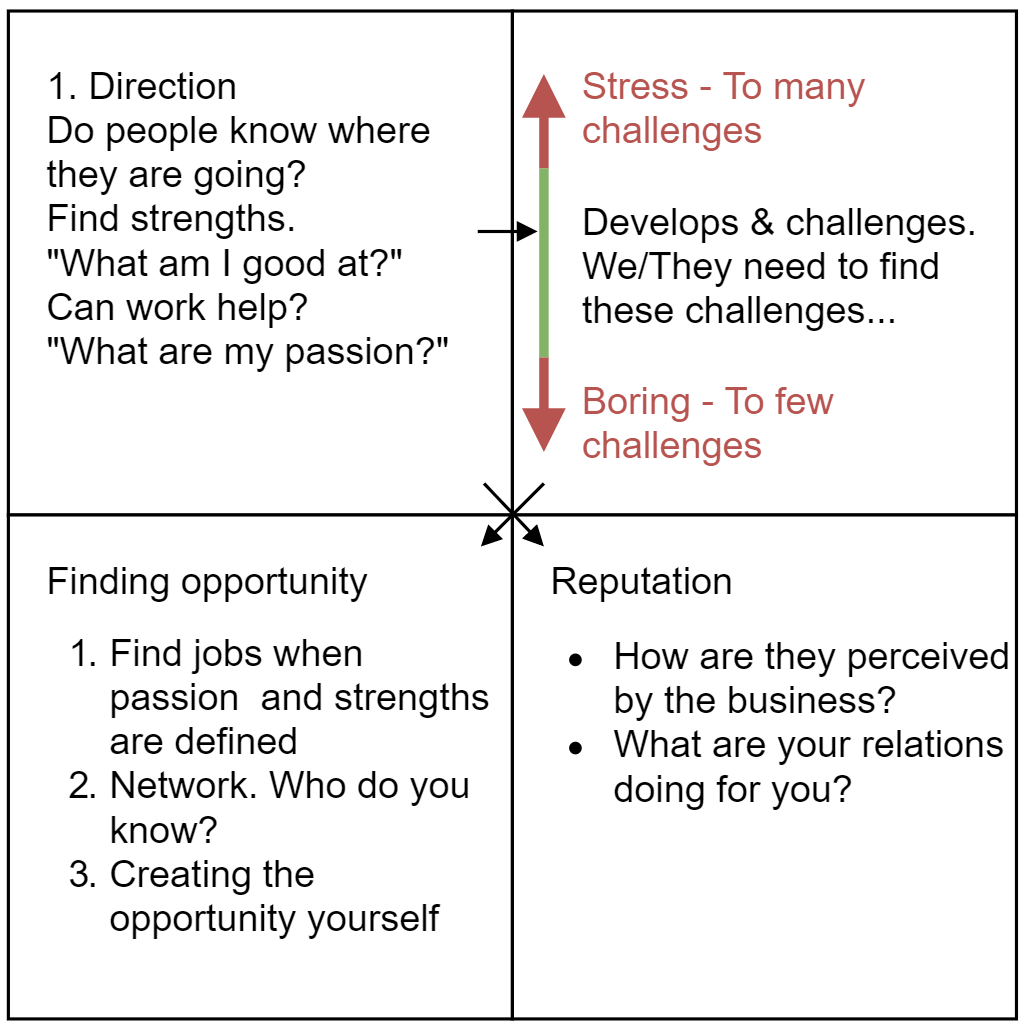 1. Direction
Do people know where
they are going?
Find strengths.
"What am I good at?"
Can work help?
"What are my passion?"
Stress - To many
challenges
Develops & challenges.
We/They need to find
these challenges...
Boring - To few
challenges
Finding opportunity
1. Find jobs when
passion  and strengths
are defined
2. Network. Who do you
know?
3. Creating the
opportunity yourself
Reputation
• How are they perceived
by the business?
• What are your relations
doing for you?